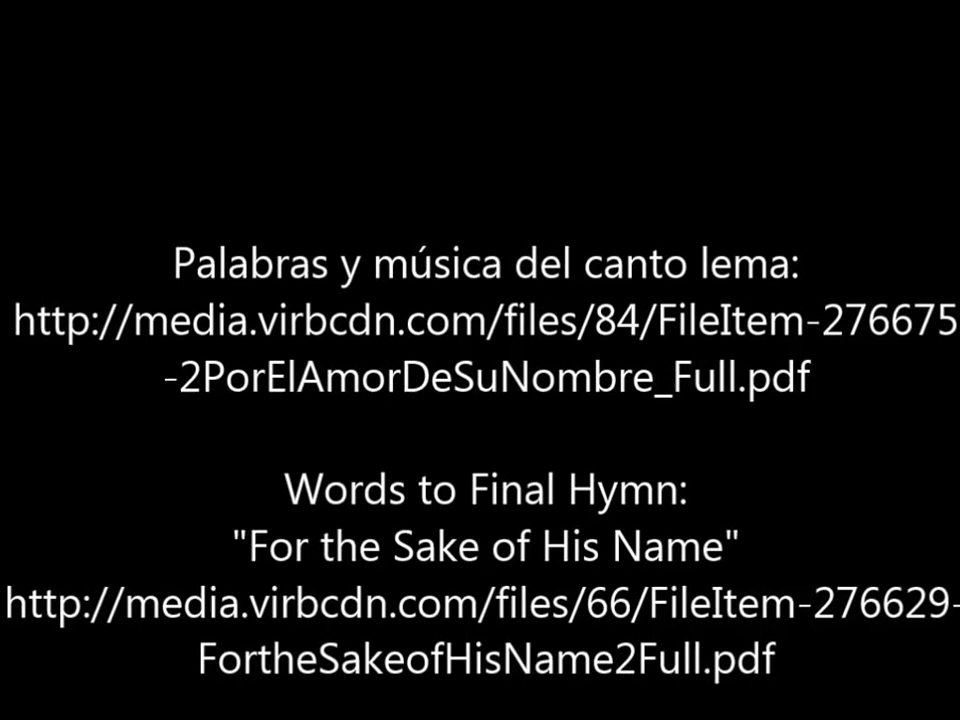 Palabras y música del canto lema:
http://media.virbcdn.com/files/84/FileItem-276675
-2PorElAmorDeSuNombre_Full.pdf
Words to Final Hymn:
"For the Sake of His Name"
http://media.virbcdn.com/files/66/FileItem-276629-
FortheSakeofHisName2Full.pdf